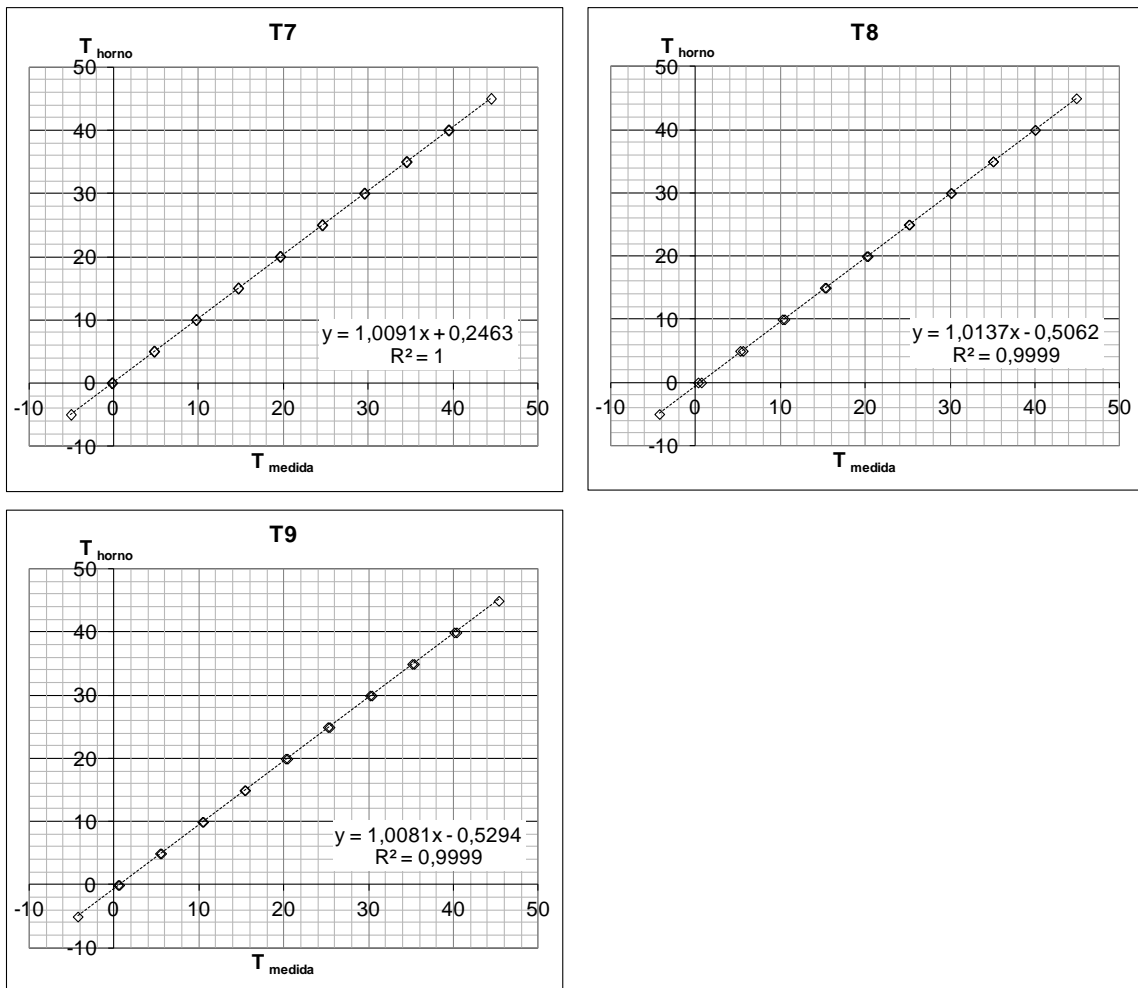 T7
T horno
50
40
30
20
10
0
-10
-10 0 10 20 30 40 50
y = 1,0091x + 0,2463
R² = 1
T medida
T8
T horno
50
40
30
20
10
0
-10
-10 0 10 20 30 40 50
y = 1,0137x - 0,5062
R² = 0,9999
T medida
T9
T horno
50
40
30
20
10
0
-10
-10 0 10 20 30 40 50
y = 1,0081x - 0,5294
R² = 0,9999
T medida